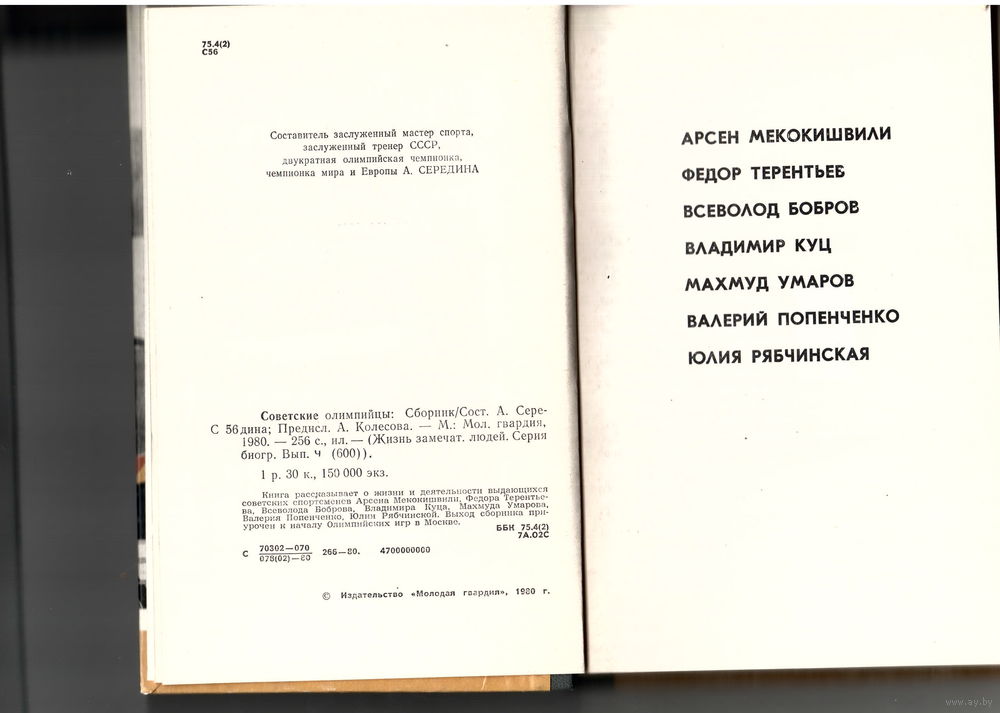 75.4(2)
С56
Составитель заслуженный мастер спорта,
заслуженный тренер СССР,
двукратная олимпийская чемпионка,
чемпионка мира и Европы А. СЕРЕДИНА
Советские олимпийцы: Сборник/Сост. А. Сере-
С 56 дина; Преднсл. А. Колесова. — М.: Мол. гвардия,
1980. — 256 с., ил. — (Жизнь замечат. людей. Серия
биогр. Вып. Ч (600)).
1 р. 30 к., 150 000 экз.
Книга рассказывает о жизни и деятельности выдающихся
советских спортсменов Арсена Мекокишвили, Федора Терентье-
ва, Всеволода Боброва, Владимира Куца, Махмуда Умарова,
Валерия Попенченко, Юлии Рябчинской. Выход сборника при-
урочен к началу Олимпийских игр в Москве.
ББК 75.4(2)
7А.02С
С 70302—070
078(02)—80 266—80. 4700000000
© Издательство «Молодая гвардия», 1980 г.
АРСЕН МЕКОКИШВИЛИ
ФЕДОР ТЕРЕНТЬЕВ
ВСЕВОЛОД БОБРОВ
ВЛАДИМИР КУЦ
МАХМУД УМАРОВ
ВАЛЕРИЙ ПОПЕНЧЕНКО
ЮЛИЯ РЯБЧИНСКАЯ
www.ay.by